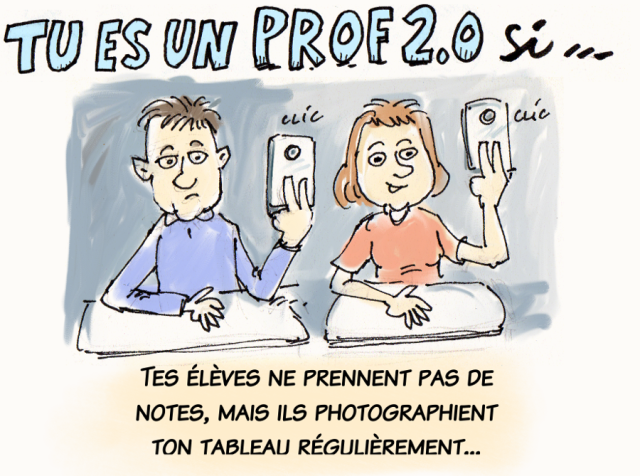 TU ES UN PROF 2.0 si...
CLIC
CLIC
TES ÉLÈVES NE PRENNENT PAS DE
NOTES, MAIS ILS PHOTOGRAPHIENT
TON TABLEAU RÉGULIÈREMENT...